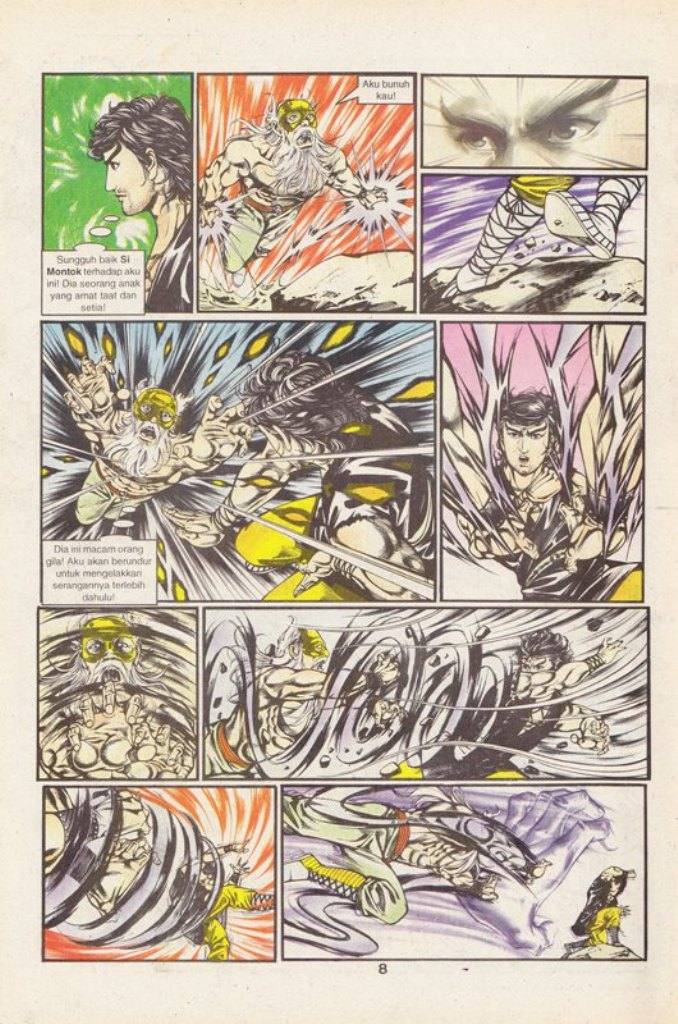 Sungguh baik Si
Montok terhadap aku
ini! Dia seorang anak
yang amat taat dan
setia!
Aku bunuh
kau!
Dia ini macam orang
gila! Aku akan berundur
untuk mengelakkan
serangannya terlebih
dahulu!
8